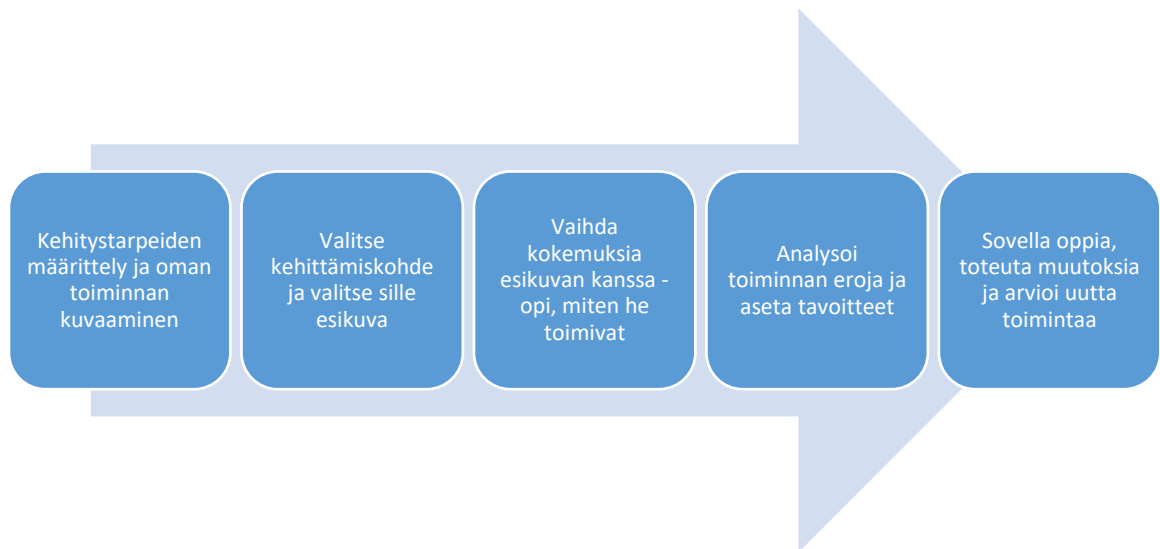 Kehitystarpeiden
määrittely ja oman
toiminnan
kuvaaminen
Valitse
kehittämiskohde
ja valitse sille
esikuva
Vaihda
kokemuksia
esikuvan kanssa -
opi, miten he
toimivat
Analysoi
toiminnan eroja ja
aseta tavoitteet
Sovella oppia,
toteuta muutoksia
ja arvioi uutta
toimintaa